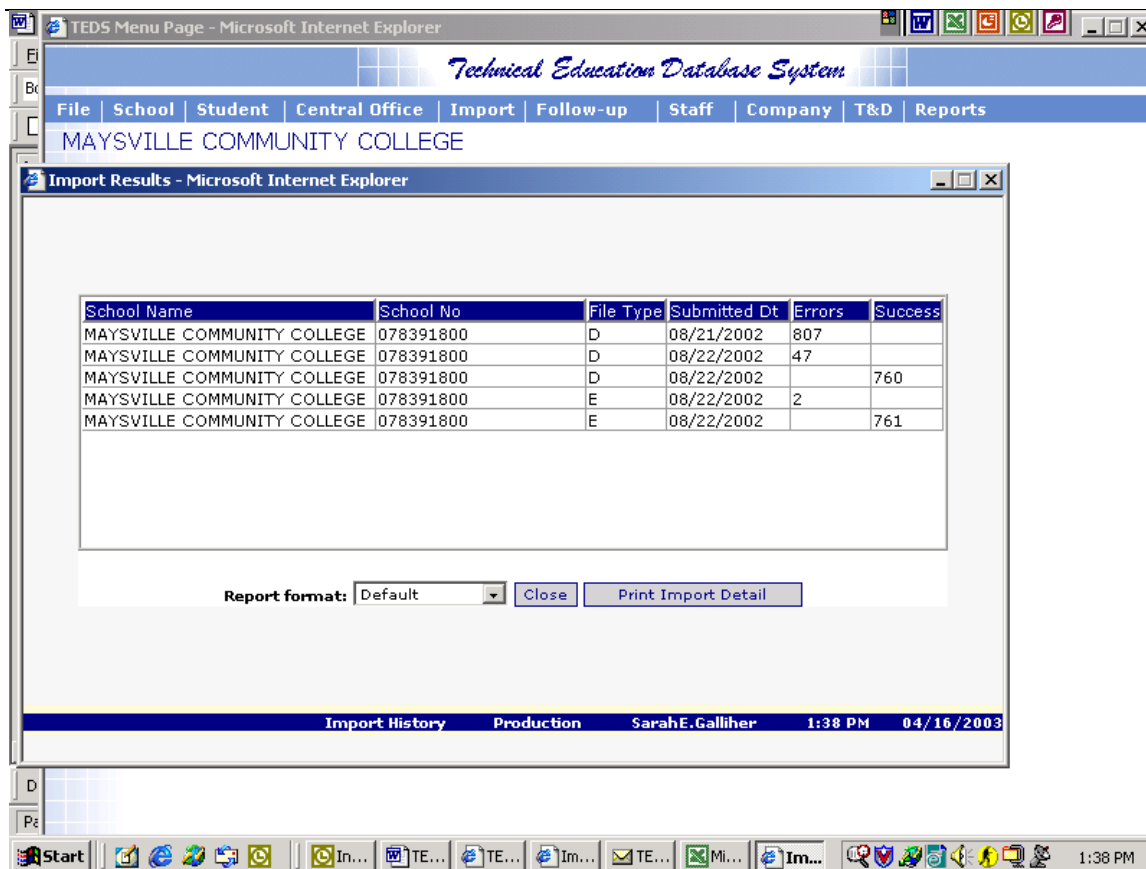 TEDS Menu Page - Microsoft Internet Explorer
Fi
Technical Education Database System
File | School | Student | Central Office | Import | Follow-up | Staff | Company | T&D | Reports
MAYSVILLE COMMUNITY COLLEGE
Import Results - Microsoft Internet Explorer
School Name School No File Type Submitted Dt Errors Success
MAYSVILLE COMMUNITY COLLEGE 078391800 D 08/21/2002 807
MAYSVILLE COMMUNITY COLLEGE 078391800 D 08/22/2002 47
MAYSVILLE COMMUNITY COLLEGE 078391800 D 08/22/2002 760
MAYSVILLE COMMUNITY COLLEGE 078391800 E 08/22/2002 2
MAYSVILLE COMMUNITY COLLEGE 078391800 E 08/22/2002 761
Report format: Default Close Print Import Detail
Import History Production SarahE.Galliher 1:38 PM 04/16/2003
D
Start In... TE... TE... Im... TE... Mi... Im... 1:38 PM